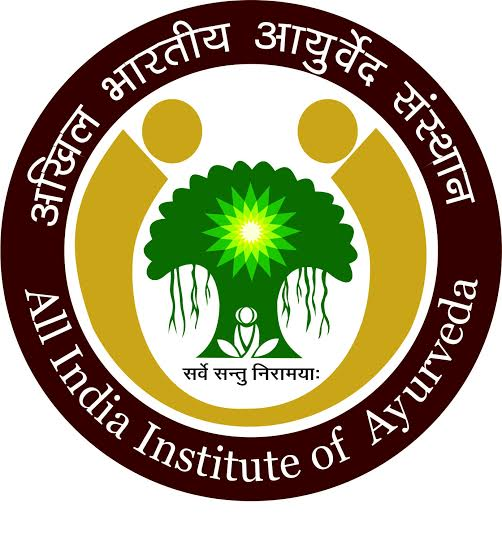 अखिल भारतीय आयुर्वेद संस्थान
सर्वे सन्तु निरामयाः
All India Institute of Ayurveda